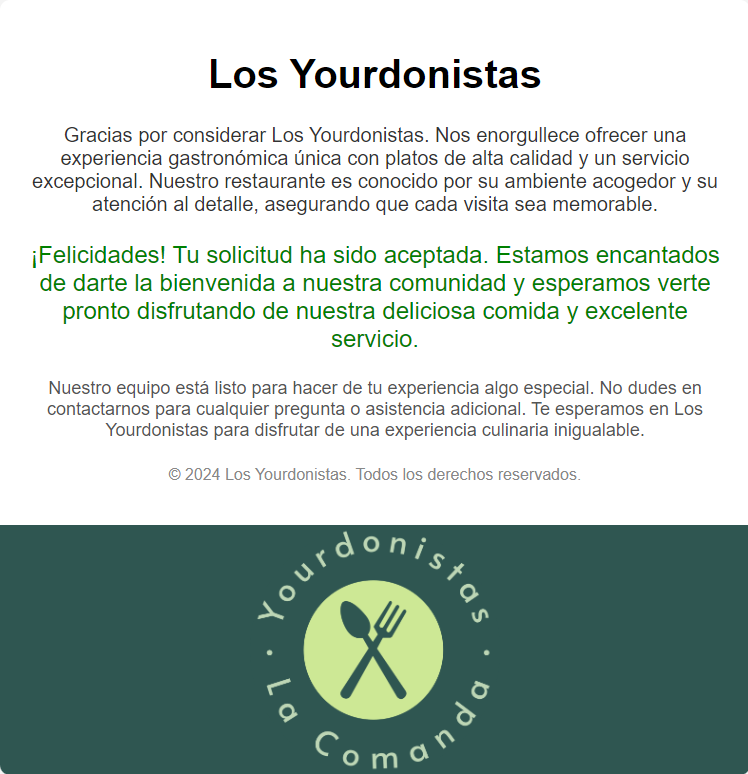 Los Yourdonistas
Gracias por considerar Los Yourdonistas. Nos enorgullece ofrecer una
experiencia gastronómica única con platos de alta calidad y un servicio
excepcional. Nuestro restaurante es conocido por su ambiente acogedor y su
atención al detalle, asegurando que cada visita sea memorable.
¡Felicidades! Tu solicitud ha sido aceptada. Estamos encantados
de darte la bienvenida a nuestra comunidad y esperamos verte
pronto disfrutando de nuestra deliciosa comida y excelente
servicio.
Nuestro equipo está listo para hacer de tu experiencia algo especial. No dudes en
contactarnos para cualquier pregunta o asistencia adicional. Te esperamos en Los
Yourdonistas para disfrutar de una experiencia culinaria inigualable.
© 2024 Los Yourdonistas. Todos los derechos reservados.
Yourdonistas
· La Comanda ·